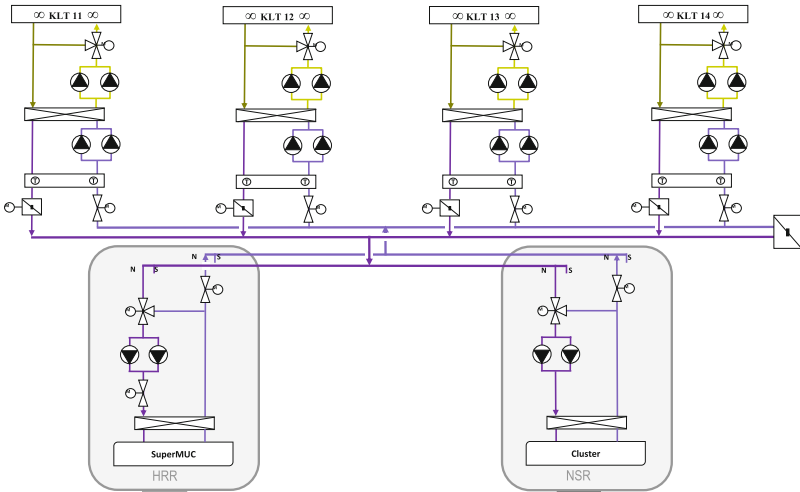 ∞ KLT 11 ∞
∞ KLT 12 ∞
∞ KLT 13 ∞
∞ KLT 14 ∞
M
M
M
M
T T
T T
T T
T T
M M
M M
M M
M M
N S
N S
N S
N S
M
M
M
M
M
SuperMUC
Cluster
HRR
NSR